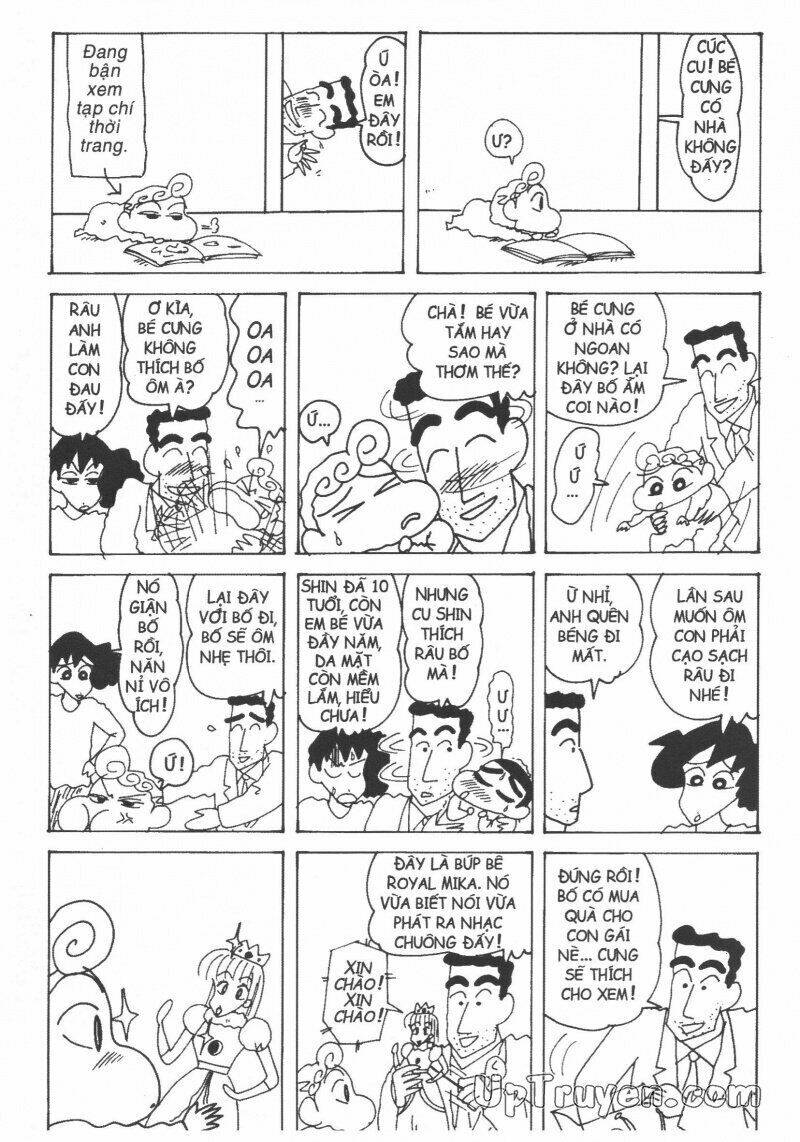 CÚC
CU! BÉ
CƯNG
CÓ
NHÀ
KHÔNG
ĐẤY?
Ư?
Ú
ÒA!
EM
ĐÂY
RỒI!
Đang
bận
xem
tạp chí
thời
trang.
BÉ CƯNG
Ở NHÀ CÓ
NGOAN
KHÔNG? LẠI
ĐÂY BỐ ẴM
COI NÀO!
Ứ
Ứ...
CHÀ! BÉ VỪA
TẮM HAY
SAO MÀ
THƠM THẾ?
Ứ...
OA
OA
OA
...
Ơ KÌA,
BÉ CƯNG
KHÔNG
THÍCH BỐ
ÔM À?
RÂU
ANH
LÀM
CON
ĐAU
ĐẤY!
LẦN SAU
MUỐN ÔM
CON PHẢI
CẠO SẠCH
RÂU ĐI
NHÉ!
Ừ NHỈ,
ANH QUÊN
BÉNG ĐI
MẤT.
NHƯNG
CU SHIN
THÍCH
RÂU BỐ
MÀ!
Ư
Ư...
SHIN ĐÃ 10
TUỔI, CÒN
EM BÉ VỪA
ĐẦY NĂM,
DA MẶT
CÒN MỀM
LẮM, HIỂU
CHƯA!
LẠI ĐÂY
VỚI BỐ ĐI,
BỐ SẼ ÔM
NHẸ THÔI.
NÓ
GIẬN
BỐ
RỒI,
NĂN
NỈ VÔ
ÍCH!
Ứ!
ĐÚNG RỒI!
BỐ CÓ MUA
QUÀ CHO
CON GÁI
NÈ... CƯNG
SẼ THÍCH
CHO XEM!
ĐÂY LÀ BÚP BÊ
ROYAL MIKA. NÓ
VỪA BIẾT NÓI VỪA
PHÁT RA NHẠC
CHUÔNG ĐẤY!
XIN
CHÀO!
XIN
CHÀO!
UpTruyen.com